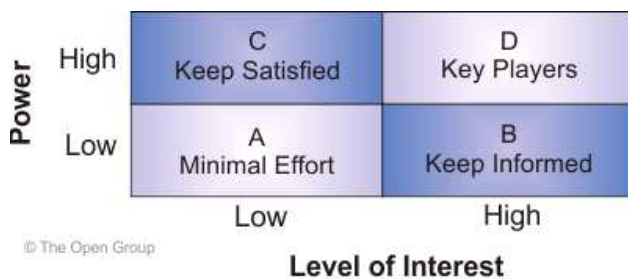 Power
High
C
Keep Satisfied
D
Key Players
Low
A
Minimal Effort
B
Keep Informed
Low
High
© The Open Group
Level of Interest